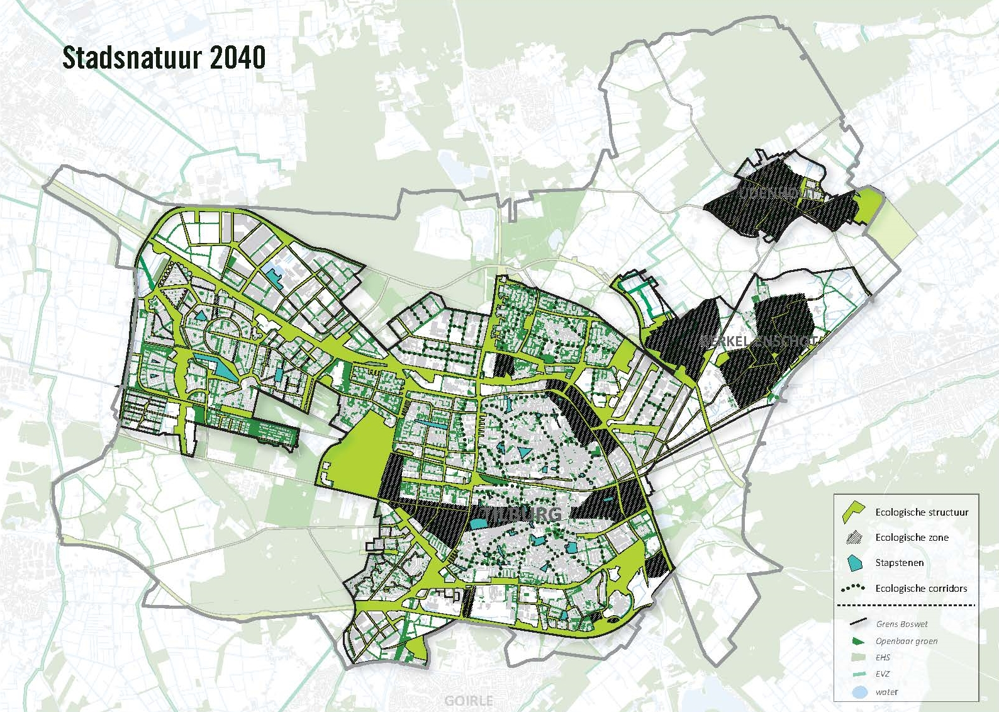 Stadsnatuur 2040
UDENHOUT
BERKEL-ENSCHOT
TILBURG
GOIRLE
Ecologische structuur
Ecologische zone
Stapstenen
Ecologische corridors
Grens Boswet
Openbaar groen
EHS
EVZ
water